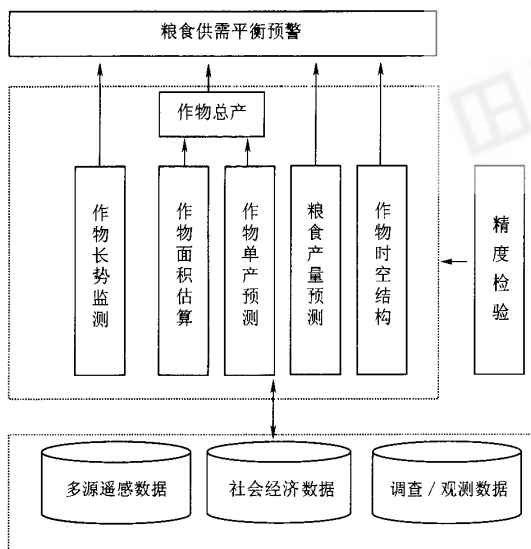 粮食供需平衡预警
作物总产
作物长势监测
作物面积估算
作物单产预测
粮食产量预测
作物时空结构
精度检验
多源遥感数据
社会经济数据
调查/观测数据